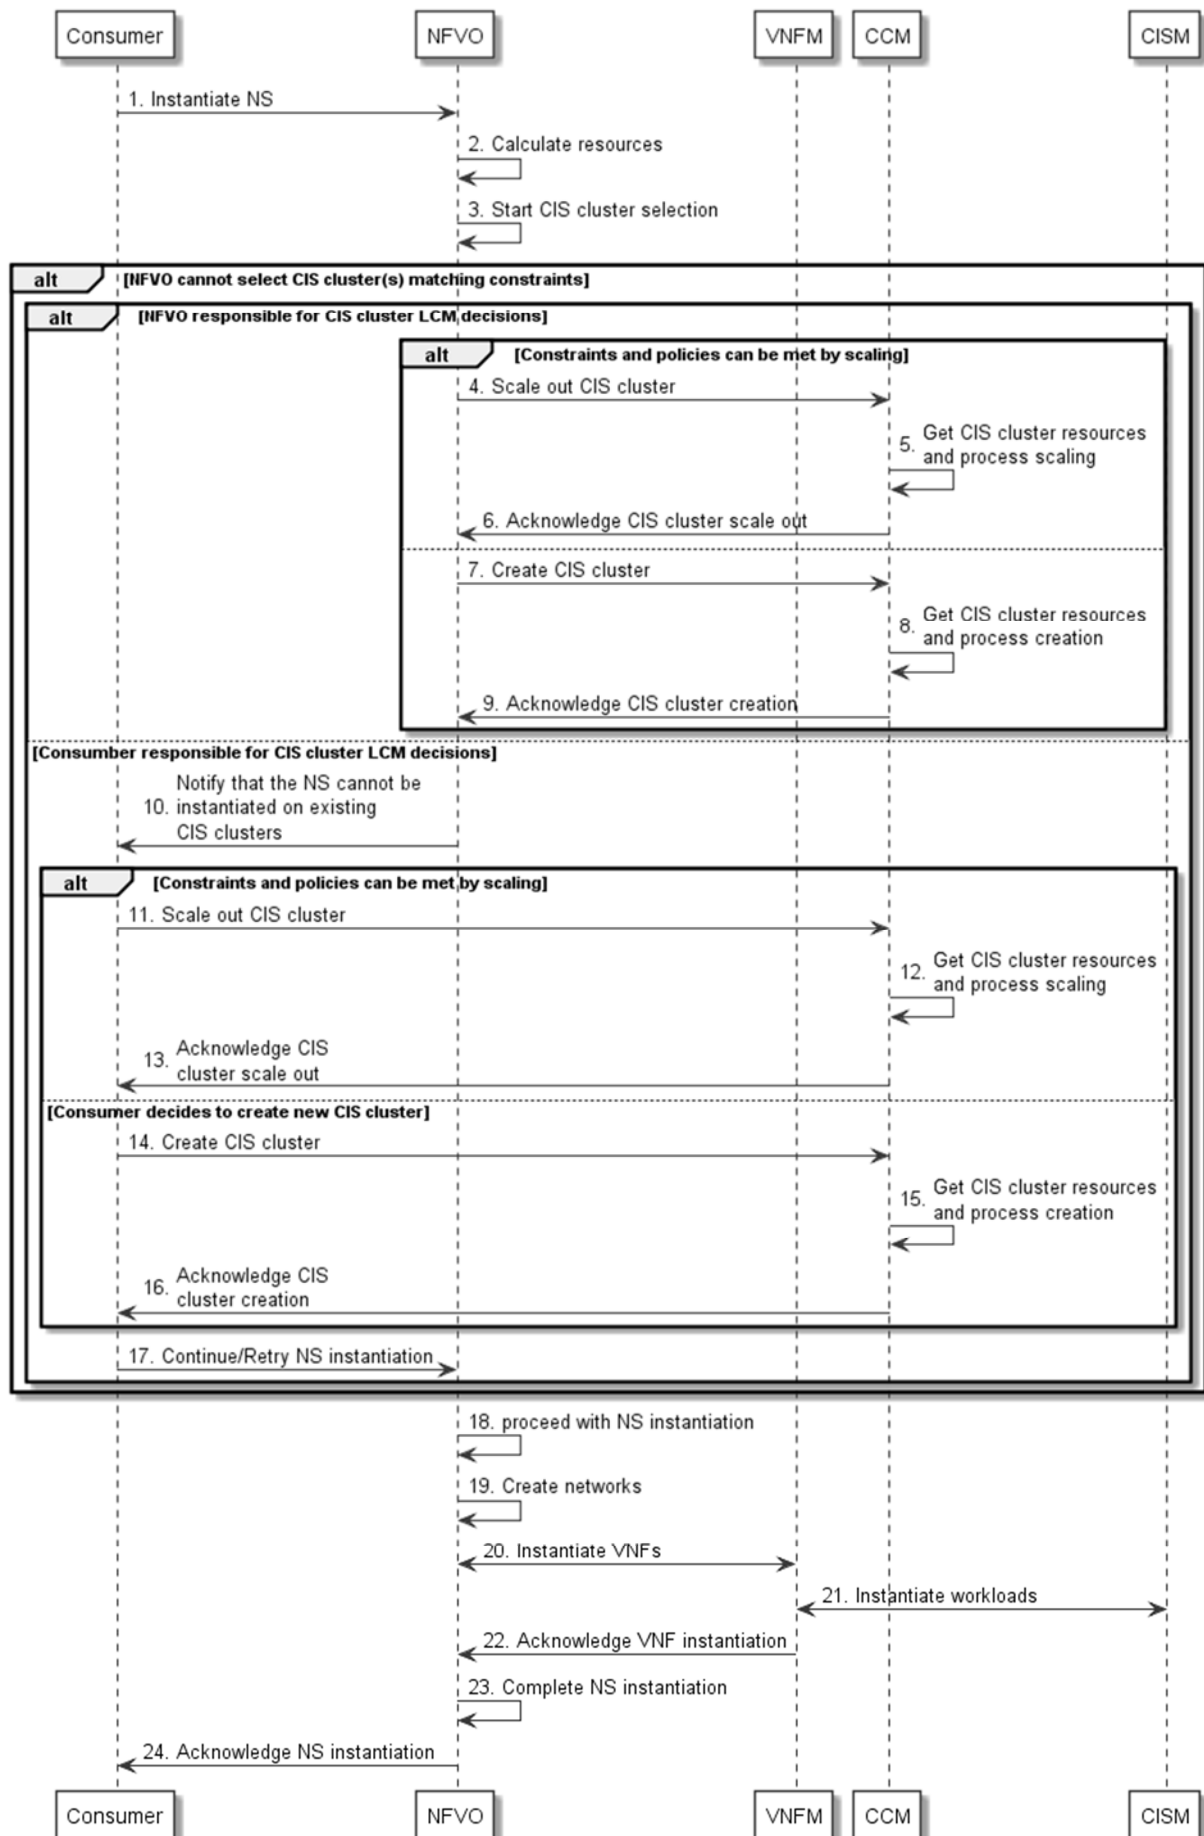 Consumer NFVO VNFM CCM CISM
1. Instantiate NS
2. Calculate resources
3. Start CIS cluster selection
alt [NFVO cannot select CIS cluster(s) matching constraints]
alt [NFVO responsible for CIS cluster LCM decisions]
alt [Constraints and policies can be met by scaling]
4. Scale out CIS cluster
5. Get CIS cluster resources
and process scaling
6. Acknowledge CIS cluster scale out
7. Create CIS cluster
8. Get CIS cluster resources
and process creation
9. Acknowledge CIS cluster creation
[Consumber responsible for CIS cluster LCM decisions]
Notify that the NS cannot be
10. instantiated on existing
CIS clusters
alt [Constraints and policies can be met by scaling]
11. Scale out CIS cluster
12. Get CIS cluster resources
and process scaling
13. Acknowledge CIS
cluster scale out
[Consumer decides to create new CIS cluster]
14. Create CIS cluster
15. Get CIS cluster resources
and process creation
16. Acknowledge CIS
cluster creation
17. Continue/Retry NS instantiation
18. proceed with NS instantiation
19. Create networks
20. Instantiate VNFs
21. Instantiate workloads
22. Acknowledge VNF instantiation
23. Complete NS instantiation
24. Acknowledge NS instantiation
Consumer NFVO VNFM CCM CISM